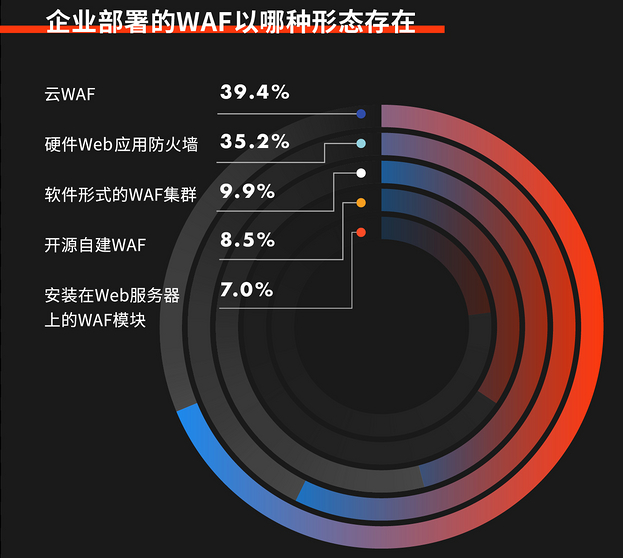 企业部署的WAF以哪种形态存在
云WAF 39.4%
硬件Web应用防火墙 35.2%
软件形式的WAF集群 9.9%
开源自建WAF 8.5%
安装在Web服务器 7.0%
上的WAF模块